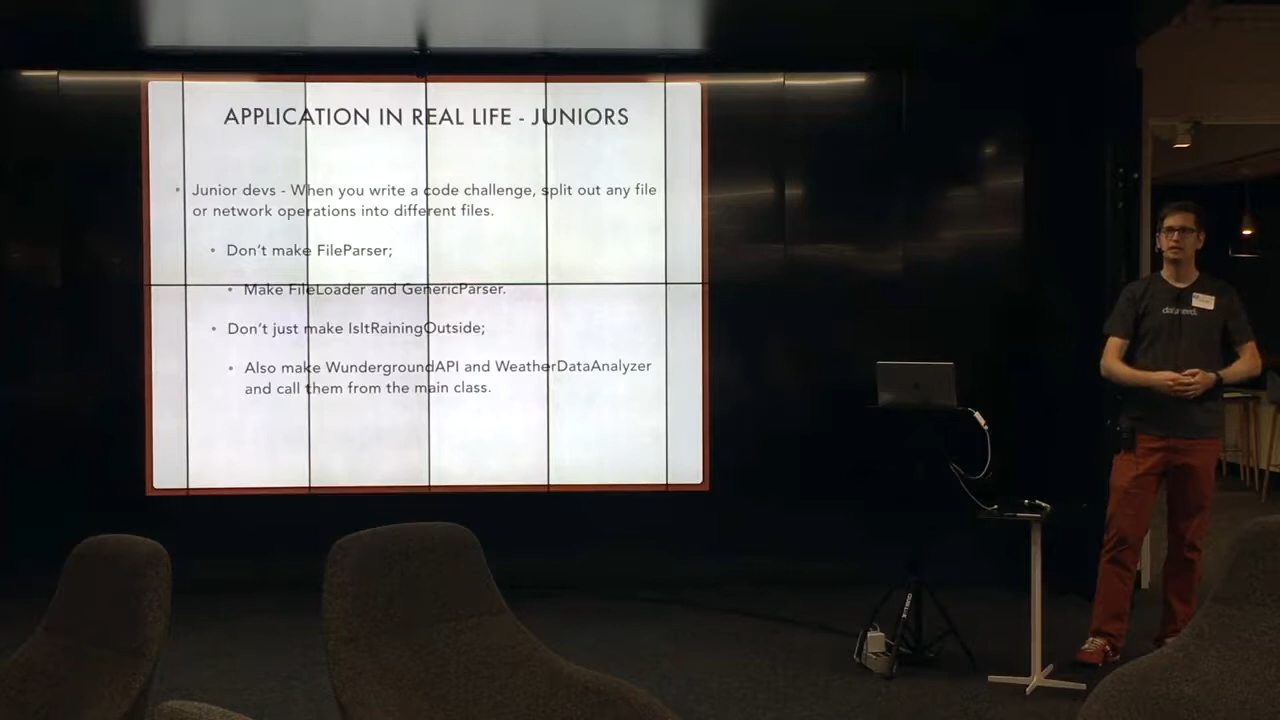 APPLICATION IN REAL LIFE - JUNIORS
• Junior devs - When you write a code challenge, split out any file
or network operations into different files.
• Don't make FileParser;
• Make FileLoader and GenericParser.
• Don't just make IsItRainingOutside;
• Also make WundergroundAPI and WeatherDataAnalyzer
and call them from the main class.
datanerd.